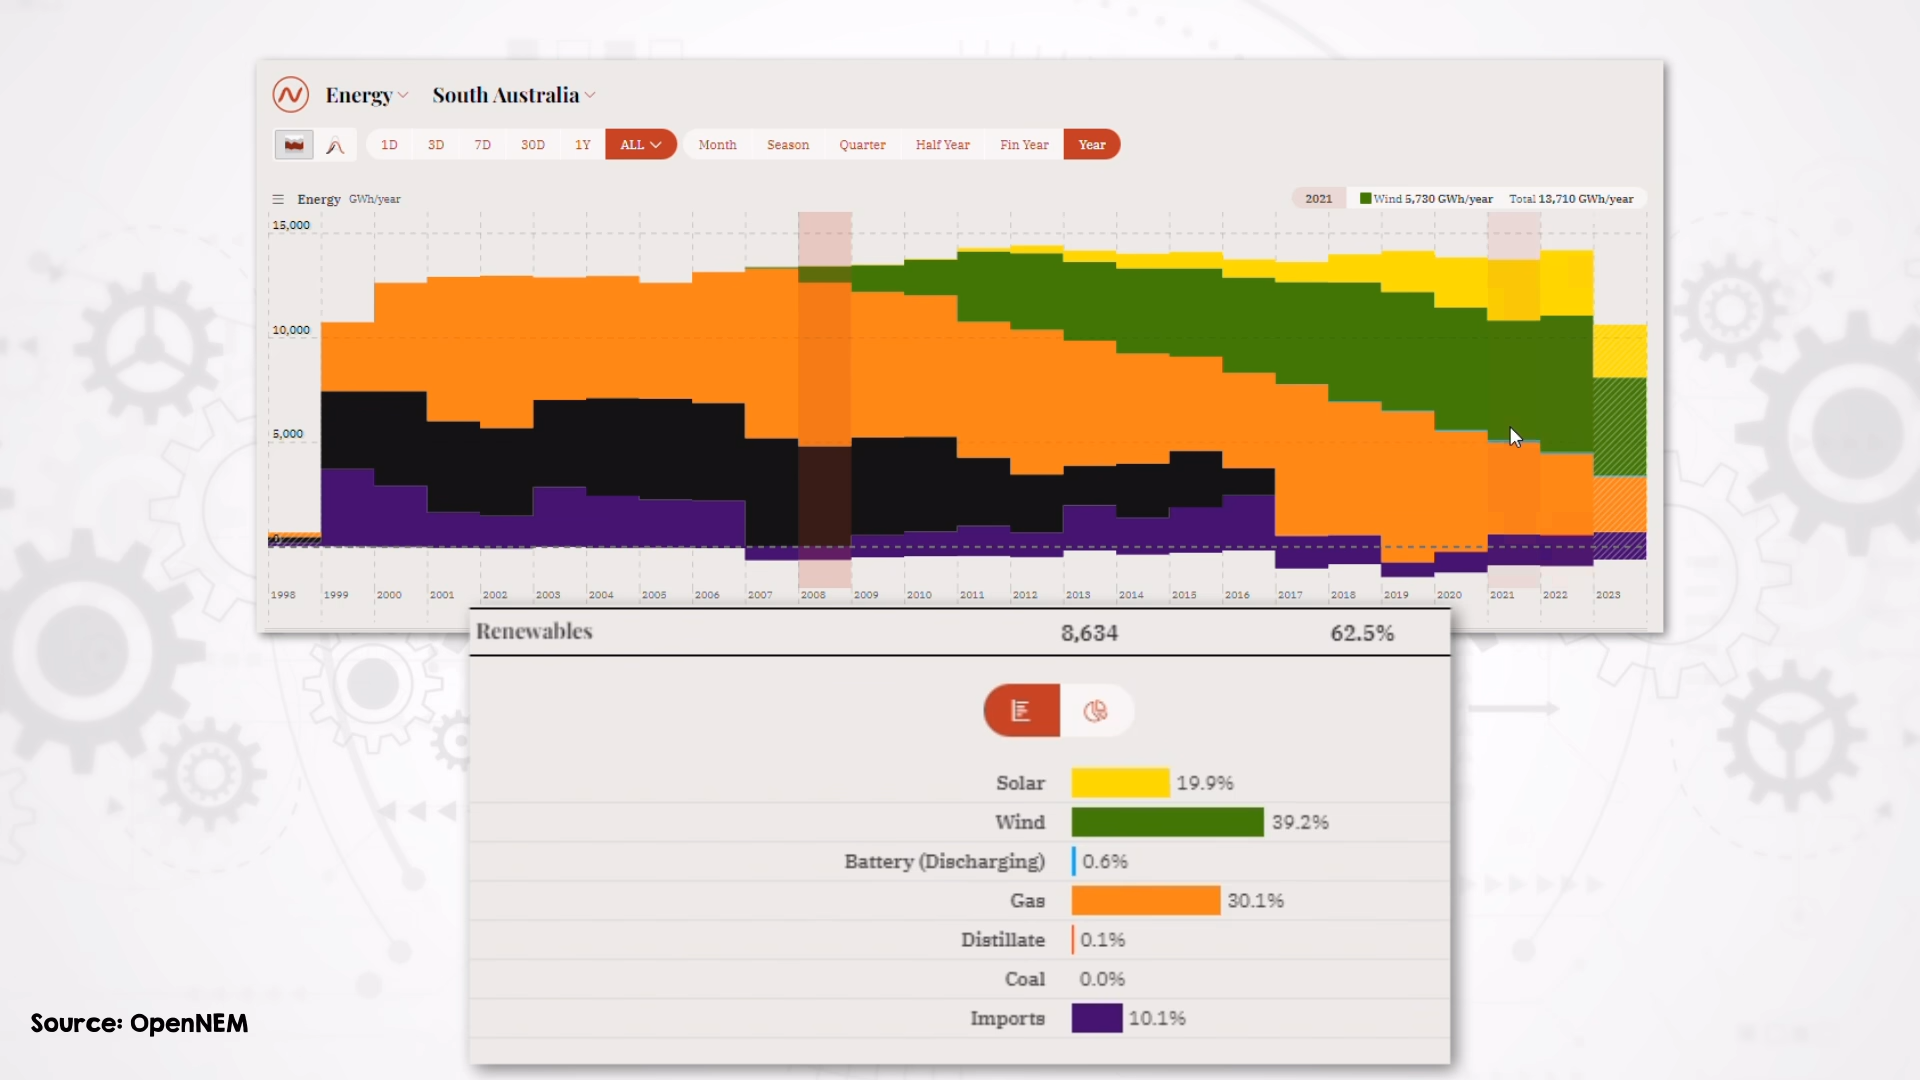 Energy South Australia
1D 3D 7D 30D 1Y ALL Month Season Quarter Half Year Fin Year Year
Energy GWh/year 2021 Wind 5,730 GWh/year Total 13,710 GWh/year
15,000
10,000
5,000
0
1998 1999 2000 2001 2002 2003 2004 2005 2006 2007 2008 2009 2010 2011 2012 2013 2014 2015 2016 2017 2018 2019 2020 2021 2022 2023
Renewables 8,634 62.5%
Solar 19.9%
Wind 39.2%
Battery (Discharging) 0.6%
Gas 30.1%
Distillate 0.1%
Coal 0.0%
Imports 10.1%
Source: OpenNEM